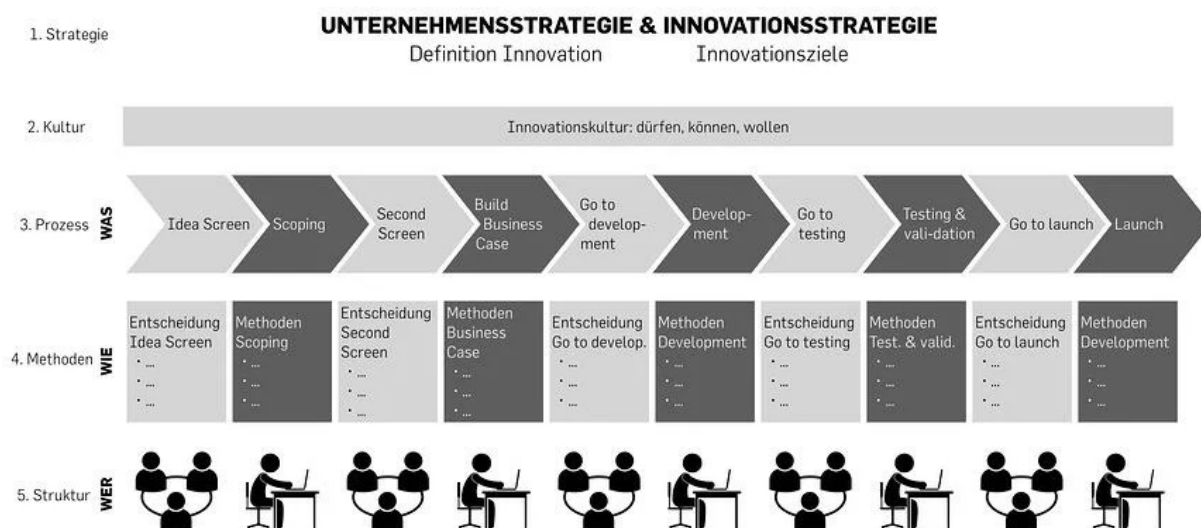 1. Strategie
UNTERNEHMENSSTRATEGIE & INNOVATIONSSTRATEGIE
Definition Innovation
Innovationsziele
2. Kultur
Innovationskultur: dürfen, können, wollen
3. Prozess
WAS
Idea Screen
Scoping
Second
Screen
Build
Business
Case
Go to
develop-
ment
Develop-
ment
Go to
testing
Testing &
vali-dation
Go to launch
Launch
4. Methoden
WIE
Entscheidung
Idea Screen
• ...
• ...
• ...
Methoden
Scoping
• ...
• ...
• ...
Entscheidung
Second
Screen
• ...
• ...
• ...
Methoden
Business
Case
• ...
• ...
• ...
Entscheidung
Go to develop.
• ...
• ...
• ...
Methoden
Development
• ...
• ...
• ...
Entscheidung
Go to testing
• ...
• ...
• ...
Methoden
Test. & valid.
• ...
• ...
• ...
Entscheidung
Go to launch
• ...
• ...
• ...
Methoden
Development
• ...
• ...
• ...
5. Struktur
WER